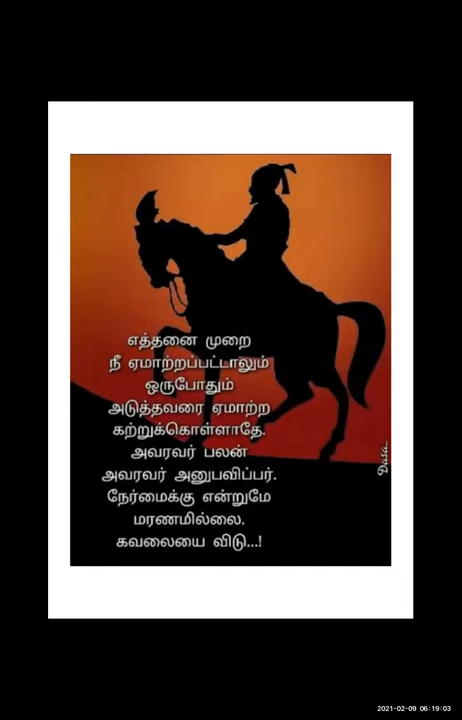 எத்தனை முறை
நீ ஏமாற்றப்பட்டாலும்
ஒருபோதும்
அடுத்தவரை ஏமாற்ற
கற்றுக்கொள்ளாதே.
அவரவர் பலன்
அவரவர் அனுபவிப்பர்.
நேர்மைக்கு என்றுமே
மரணமில்லை.
கவலையை விடு...!
Dasa..
2021-02-09 06:19:03